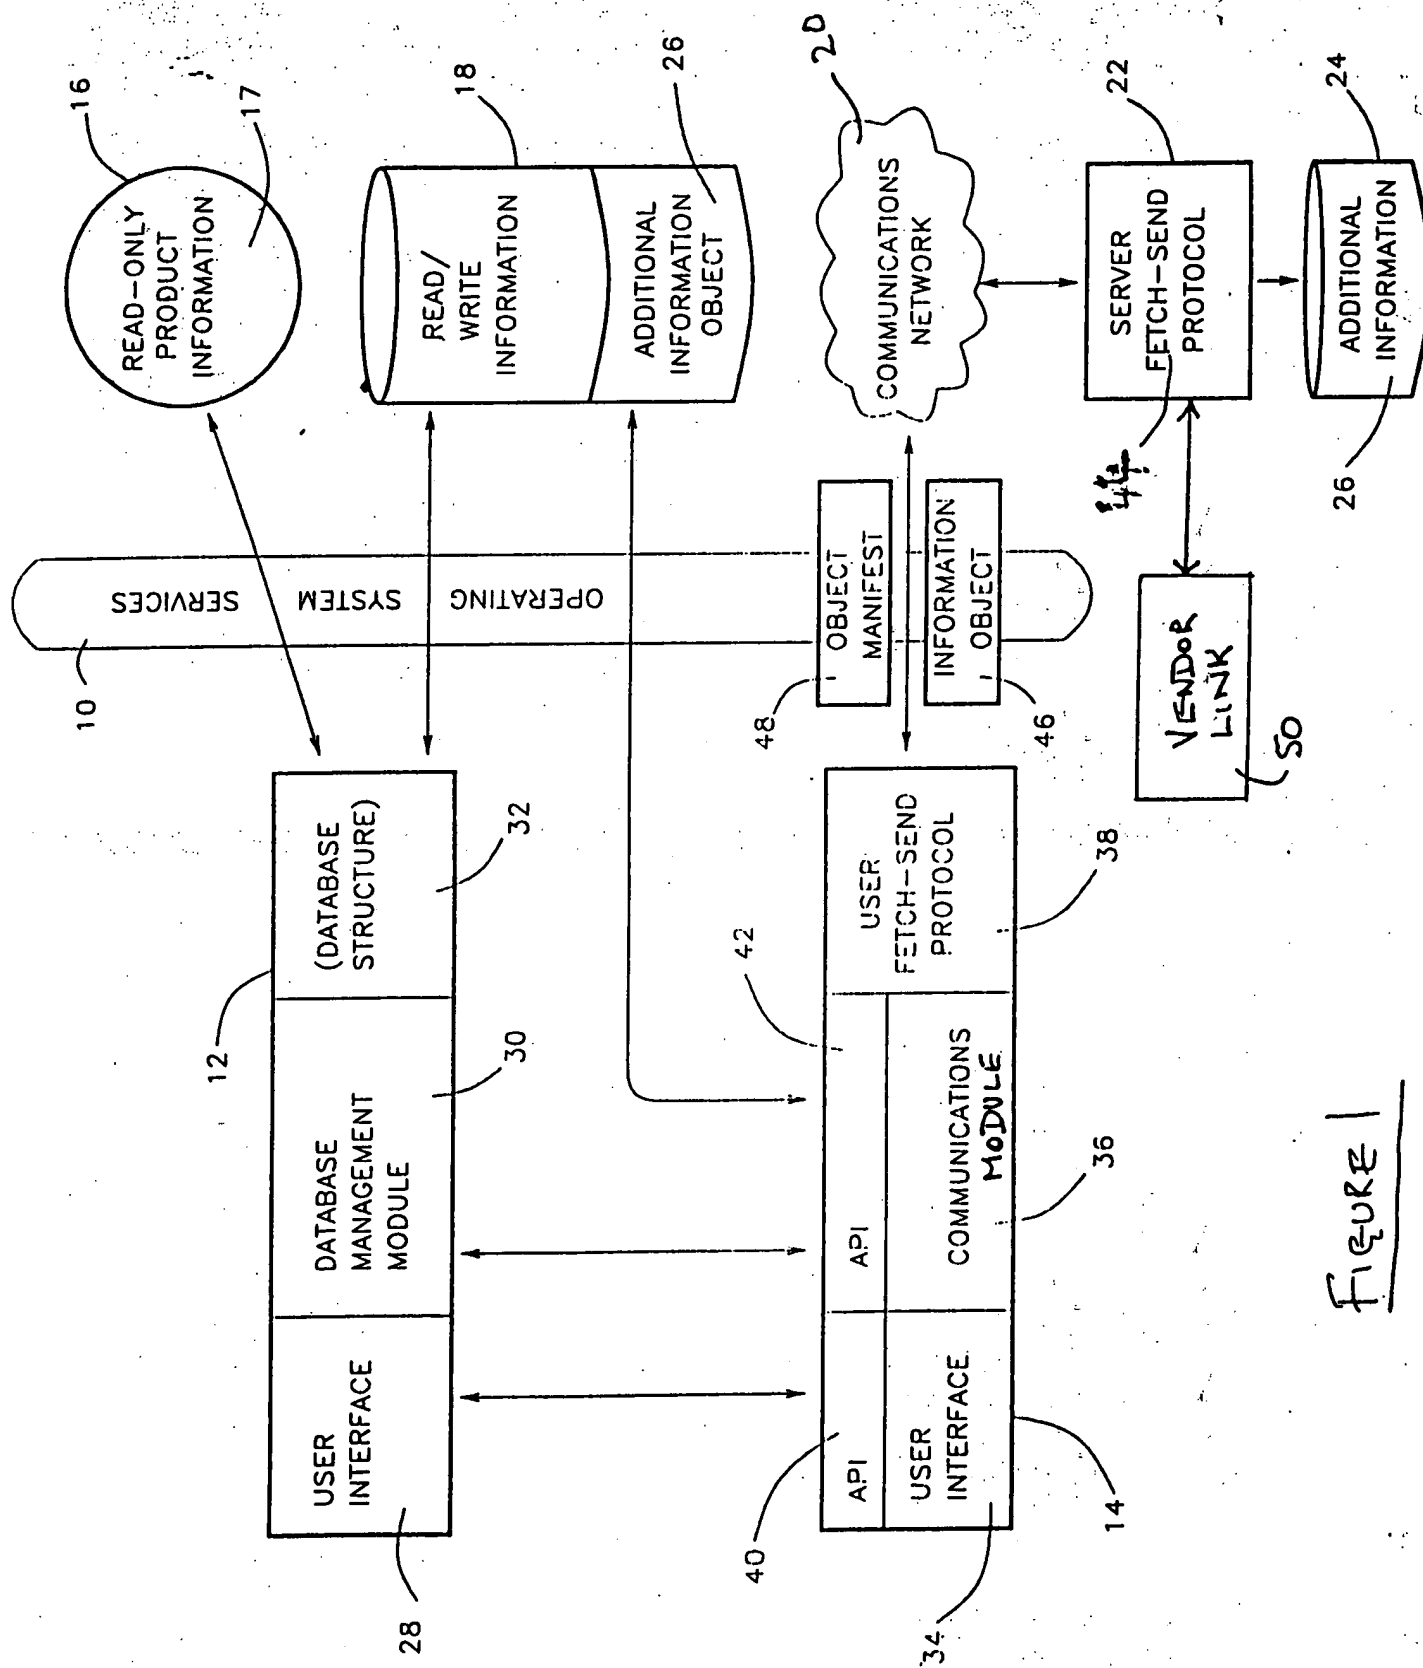 16
READ-ONLY
PRODUCT
INFORMATION
17
18
READ/
WRITE
INFORMATION
26
ADDITIONAL
INFORMATION
OBJECT
20
COMMUNICATIONS
NETWORK
22
SERVER
FETCH-SEND
PROTOCOL
44
24
ADDITIONAL
INFORMATION
26
10
OPERATING
SYSTEM
SERVICES
48
OBJECT
MANIFEST
INFORMATION
OBJECT
46
VENDOR
LINK
50
12
USER
INTERFACE
28
DATABASE
MANAGEMENT
MODULE
30
(DATABASE
STRUCTURE)
32
40
API
42
API
USER
INTERFACE
34
14
COMMUNICATIONS
MODULE
36
USER
FETCH-SEND
PROTOCOL
38
FIGURE 1